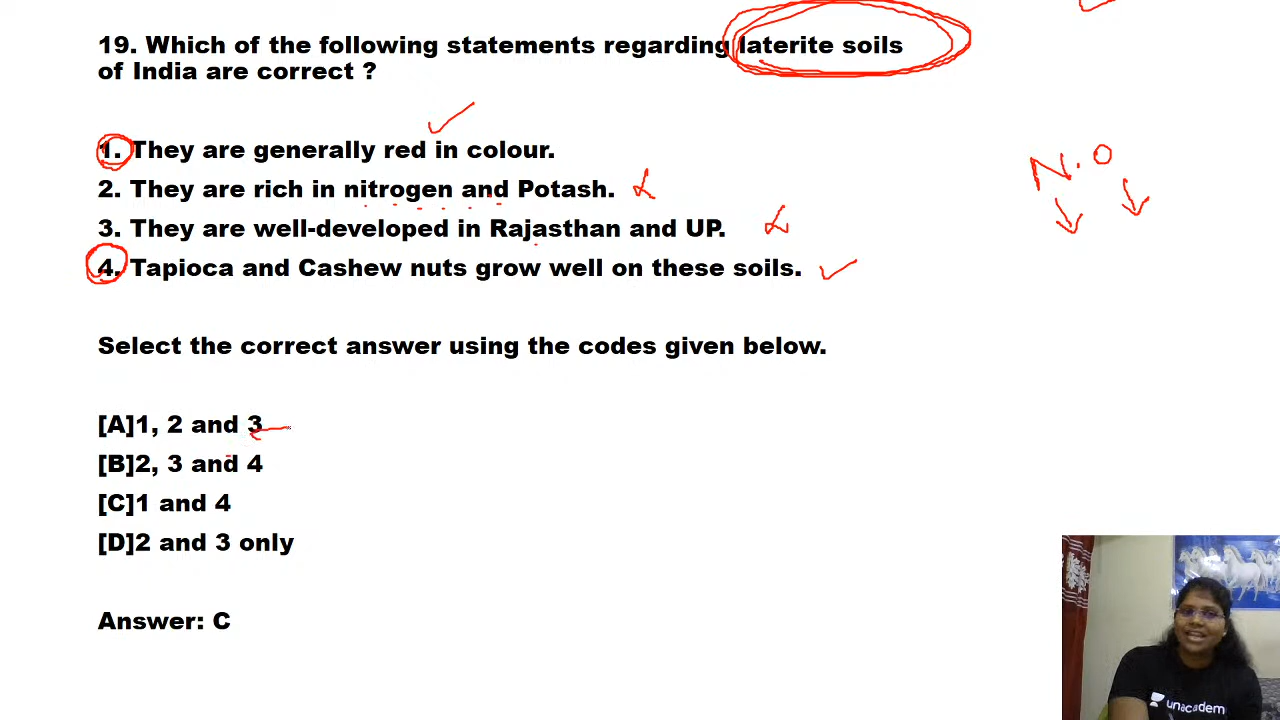 19. Which of the following statements regarding laterite soils
of India are correct ?
1. They are generally red in colour.
2. They are rich in nitrogen and Potash.
3. They are well-developed in Rajasthan and UP.
4. Tapioca and Cashew nuts grow well on these soils.
N.O
Select the correct answer using the codes given below.
[A]1, 2 and 3
[B]2, 3 and 4
[C]1 and 4
[D]2 and 3 only
Answer: C
unacademy